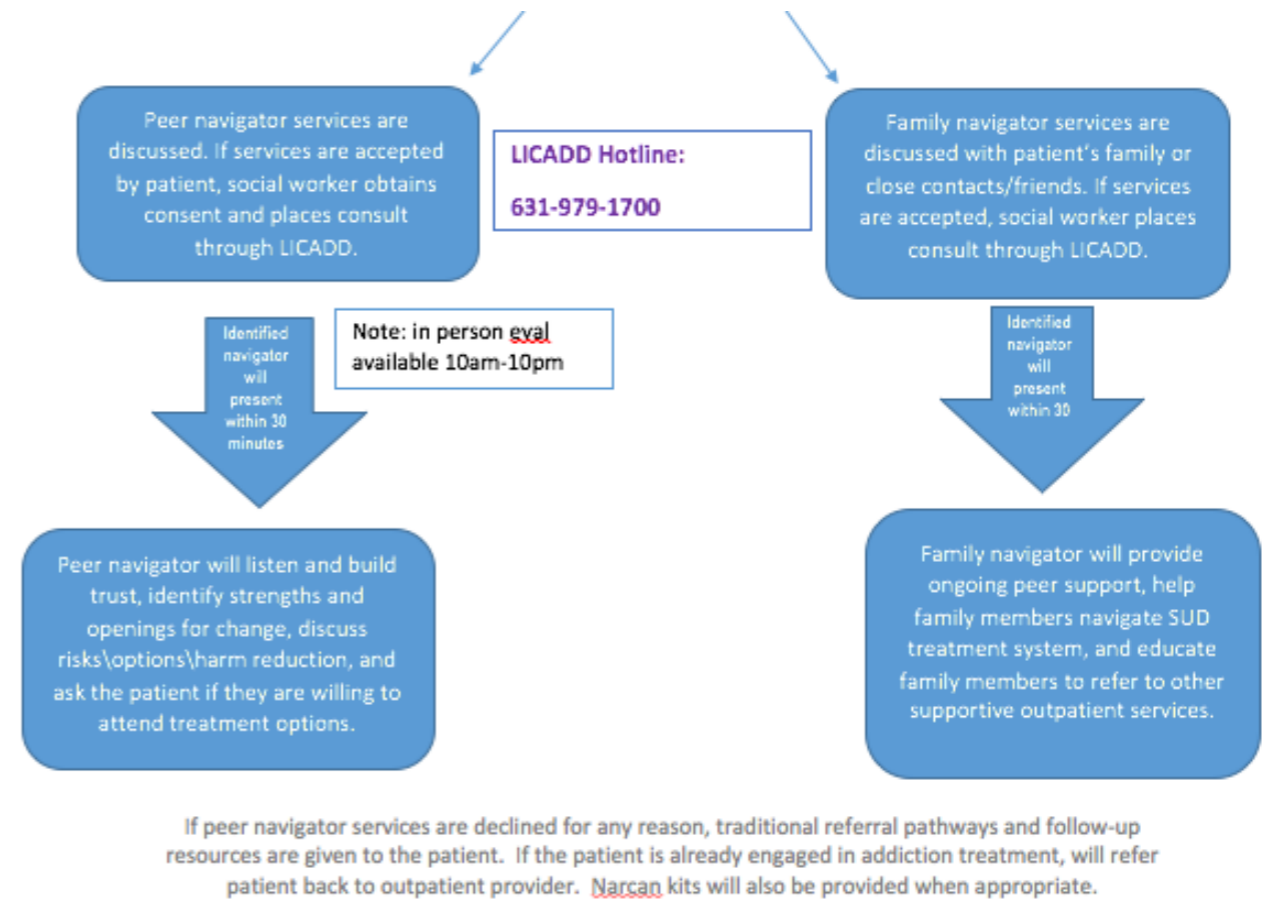 Peer navigator services are
discussed. If services are accepted
by patient, social worker obtains
consent and places consult
through LICADD.
LICADD Hotline:
631-979-1700
Family navigator services are
discussed with patient's family or
close contacts/friends. If services
are accepted, social worker places
consult through LICADD.
Identified
navigator
will
present
within 30
minutes
Note: in person eval
available 10am-10pm
Identified
navigator
will
present
within 30
Peer navigator will listen and build
trust, identify strengths and
openings for change, discuss
risks\options\harm reduction, and
ask the patient if they are willing to
attend treatment options.
Family navigator will provide
ongoing peer support, help
family members navigate SUD
treatment system, and educate
family members to refer to other
supportive outpatient services.
If peer navigator services are declined for any reason, traditional referral pathways and follow-up
resources are given to the patient.  If the patient is already engaged in addiction treatment, will refer
patient back to outpatient provider.  Narcan kits will also be provided when appropriate.